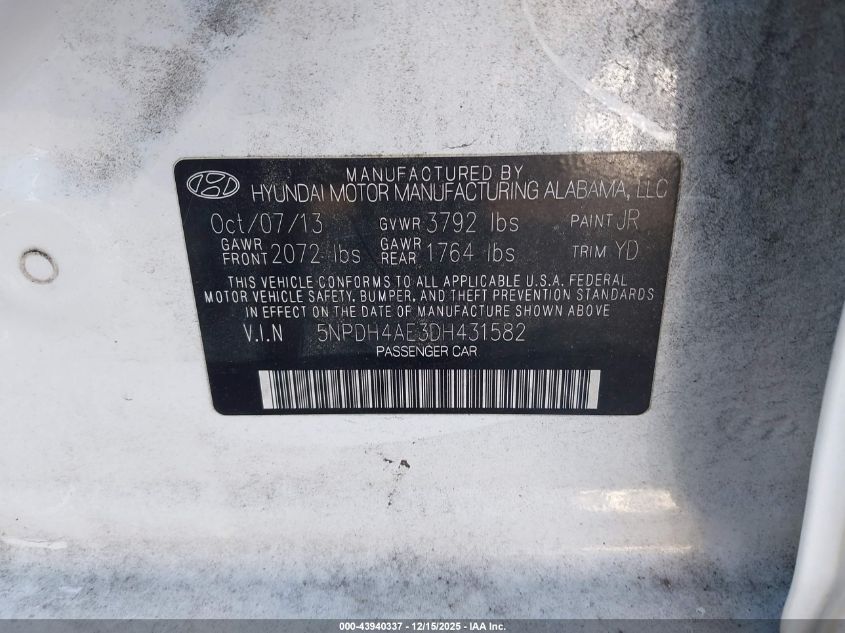 MANUFACTURED BY
HYUNDAI MOTOR MANUFACTURING ALABAMA, LLC
Oct/07/13 GVWR 3792 lbs PAINT JR
GAWR FRONT 2072 lbs GAWR REAR 1764 lbs TRIM YD
THIS VEHICLE CONFORMS TO ALL APPLICABLE U.S.A. FEDERAL
MOTOR VEHICLE SAFETY, BUMPER, AND THEFT PREVENTION STANDARDS
IN EFFECT ON THE DATE OF MANUFACTURE SHOWN ABOVE.
V.I.N 5NPDH4AE3DH431582
PASSENGER CAR
000-43940337 - 12/15/2025 - IAA Inc.